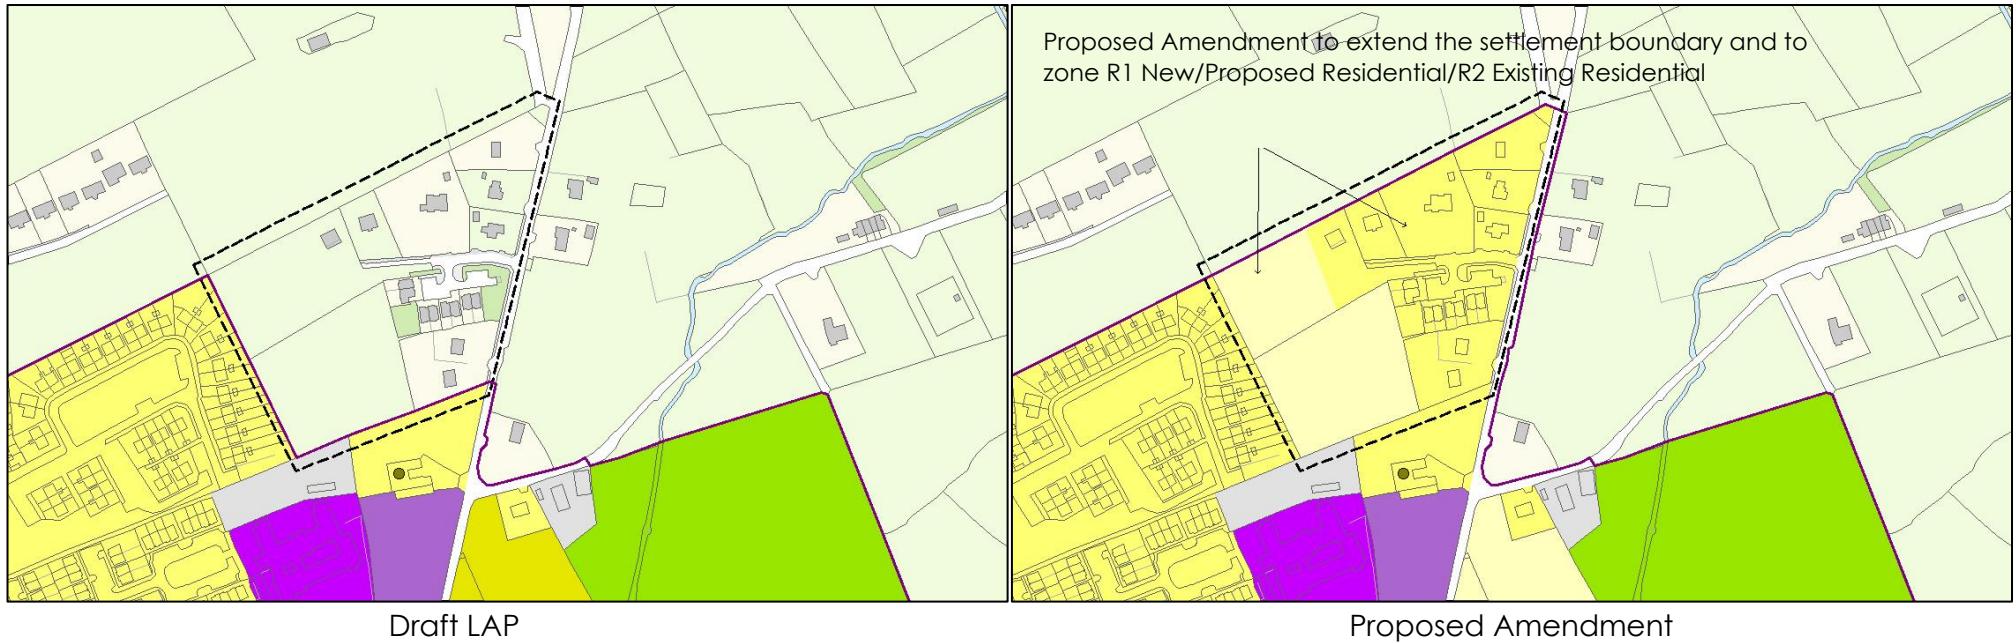 Proposed Amendment to extend the settlement boundary and to
zone R1 New/Proposed Residential/R2 Existing Residential
Draft LAP
Proposed Amendment